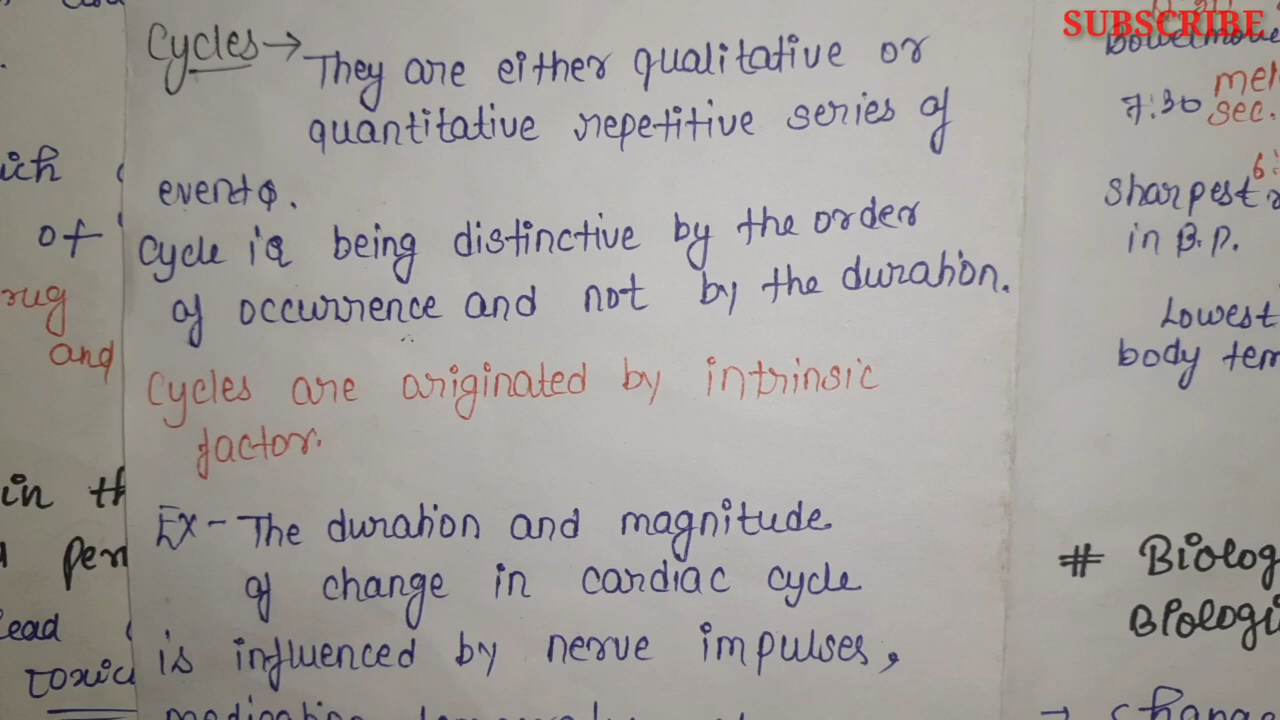 SUBSCRIBE
Cycles → They are either qualitative or
quantitative repetitive series of
events.
Cycle is being distinctive by the order
of occurrence and not by the duration.
Cycles are originated by intrinsic
factor.
Ex - The duration and magnitude
of change in cardiac cycle
is influenced by nerve impulses,
of
rug
and
in
toxic
7:30
sec.
sharpest
in B.P.
Lowest
body tem
# Biolog
Biologi
→ chang